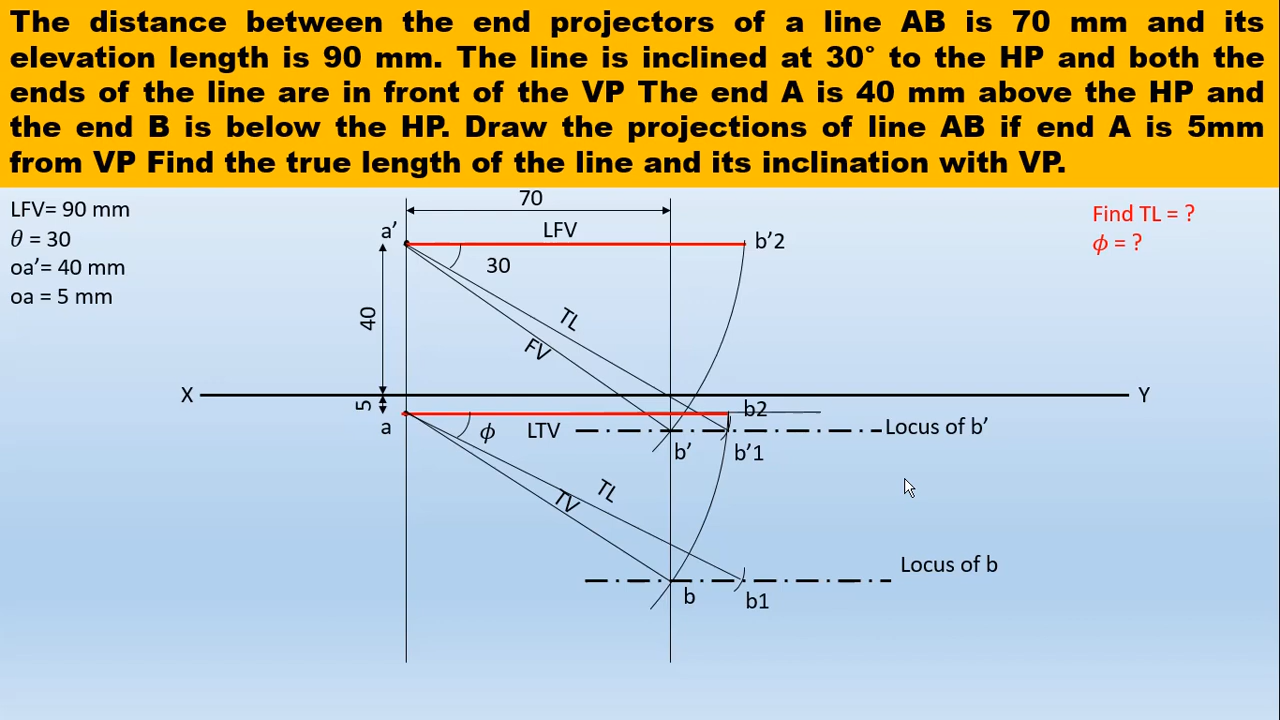 The distance between the end projectors of a line AB is 70 mm and its
elevation length is 90 mm. The line is inclined at 30° to the HP and both the
ends of the line are in front of the VP The end A is 40 mm above the HP and
the end B is below the HP. Draw the projections of line AB if end A is 5mm
from VP Find the true length of the line and its inclination with VP.
LFV= 90 mm
θ = 30
oa’= 40 mm
oa = 5 mm
Find TL = ?
ϕ = ?
70
a’
LFV
b’2
30
40
TL
FV
X
Y
5
a
b2
ϕ
LTV
Locus of b’
b’
b’1
TL
TV
Locus of b
b
b1